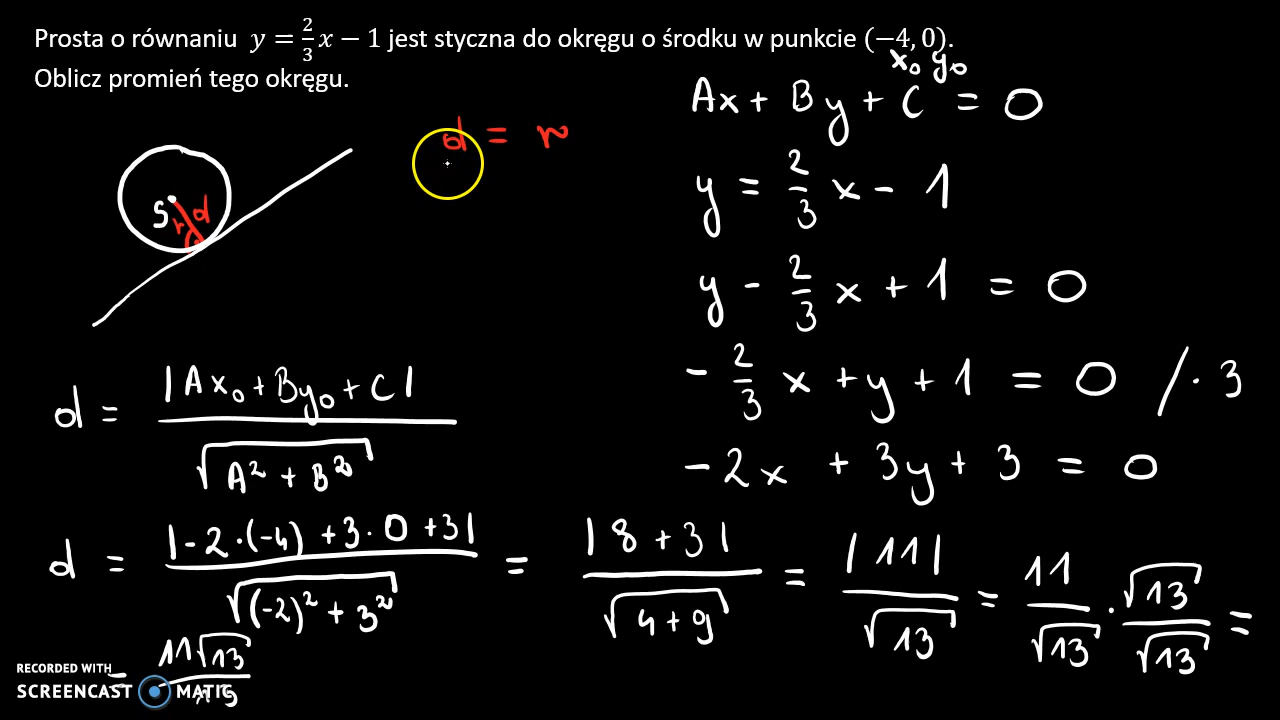 Prosta o równaniu y = 2/3 x − 1 jest styczna do okręgu o środku w punkcie (−4, 0).
x₀ y₀
Oblicz promień tego okręgu.
Ax + By + C = 0
d = r
y = 2/3 x - 1
S r d
y - 2/3 x + 1 = 0
- 2/3 x + y + 1 = 0 / · 3
d = |Ax₀ + By₀ + C| / √(A² + B²)
- 2x + 3y + 3 = 0
d = |-2·(-4) + 3·0 + 3| / √((-2)² + 3²) = |8 + 3| / √(4 + 9) = |11| / √13 = 11/√13 · √13/√13 =
= 11√13 / 13
RECORDED WITH
SCREENCAST MATIC